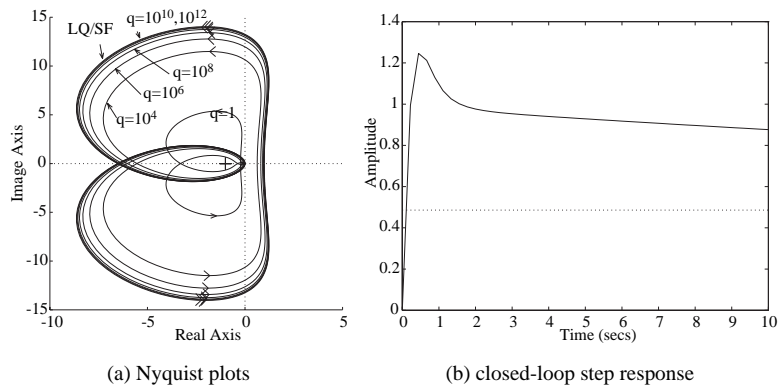 15
10
5
0
-5
-10
-15
-10
-5
0
5
Image Axis
Real Axis
LQ/SF
q=10^10,10^12
q=10^8
q=10^6
q=10^4
q=1
(a) Nyquist plots
1.4
1.2
1
0.8
0.6
0.4
0.2
0
0
1
2
3
4
5
6
7
8
9
10
Amplitude
Time (secs)
(b) closed-loop step response